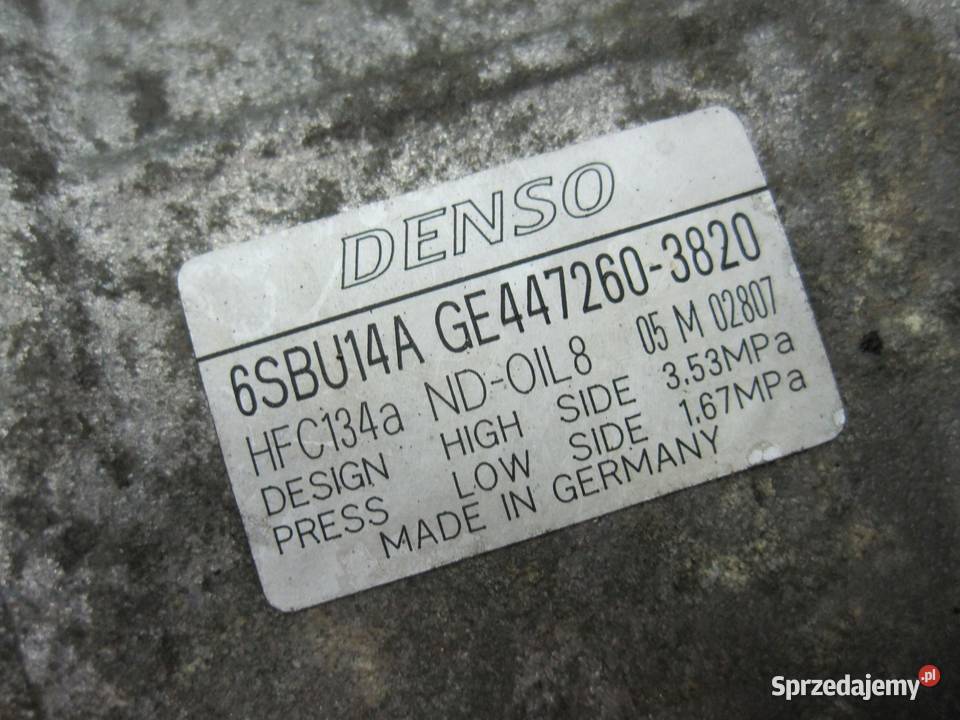 DENSO
6SBU14A GE447260-3820
HFC134a ND-OIL8 05 M 02807
DESIGN HIGH SIDE 3.53MPa
PRESS LOW SIDE 1.67MPa
MADE IN GERMANY
Sprzedajemy.pl